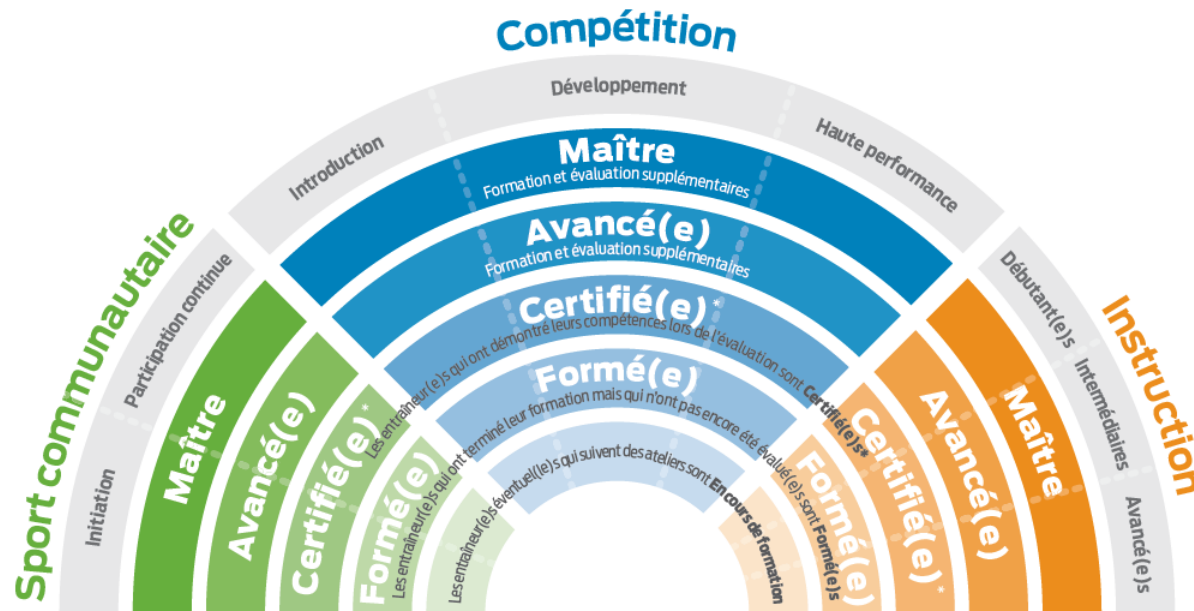 Compétition
Introduction
Développement
Haute performance
Maître
Formation et évaluation supplémentaires
Avancé(e)
Formation et évaluation supplémentaires
Certifié(e)*
Les entraîneur(e)s qui ont démontré leurs compétences lors de l'évaluation sont Certifié(e)s*
Formé(e)
Les entraîneur(e)s qui ont terminé leur formation mais qui n'ont pas encore été évalué(e)s sont Formé(e)s
Les entraîneur(e)s éventuel(le)s qui suivent des ateliers sont En cours de formation
Sport communautaire
Initiation
Participation continue
Maître
Avancé(e)
Certifié(e)*
Formé(e)
Instruction
Débutant(e)s
Intermédiaires
Avancé(e)s
Maître
Avancé(e)
Certifié(e)*
Formé(e)